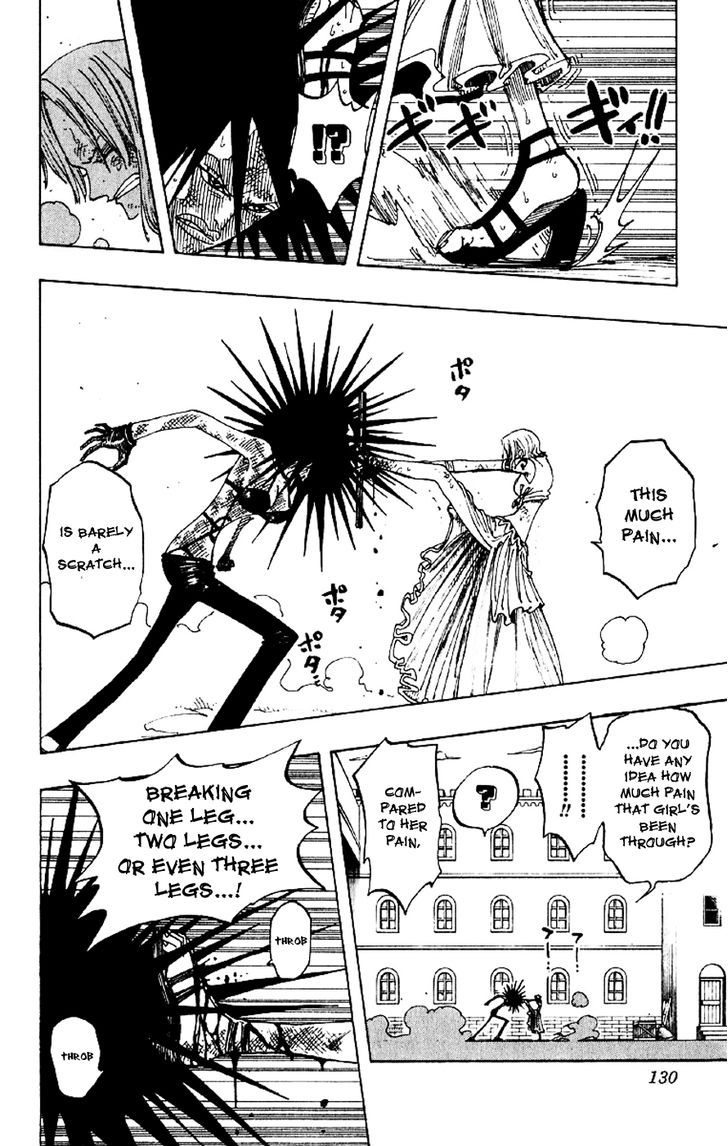 ギギギィ!!
!?
THIS
MUCH
PAIN...
ポタ
IS BARELY
A
SCRATCH...
ポタ
ポタ...
...DO YOU
HAVE ANY
IDEA HOW
MUCH PAIN
THAT GIRL'S
BEEN
THROUGH?
.........!!
?
COM-
PARED
TO HER
PAIN,
BREAKING
ONE LEG...
TWO LEGS...
OR EVEN THREE
LEGS...!
THROB
THROB
130